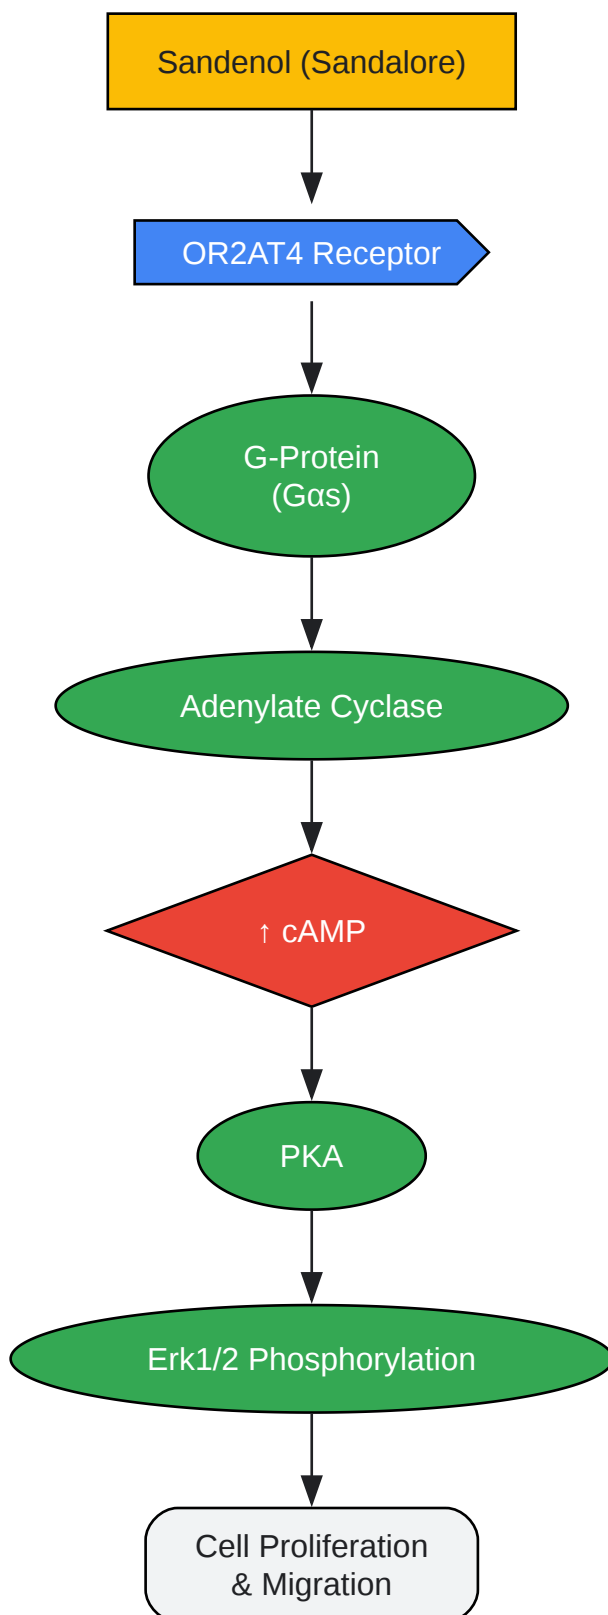 Sandenol (Sandalore)
OR2AT4 Receptor
G-Protein
(Gαs)
Adenylate Cyclase
↑ cAMP
PKA
Erk1/2 Phosphorylation
Cell Proliferation
& Migration